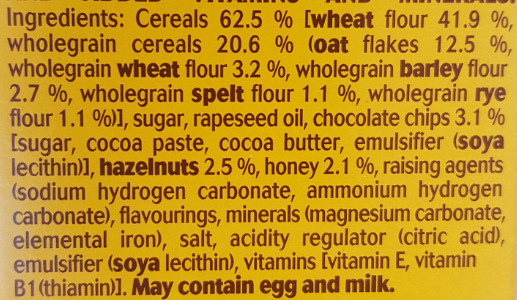 AND ADDED VITAMINS AND MINERALS.
Ingredients: Cereals 62.5 % [wheat flour 41.9 %,
wholegrain cereals 20.6 % (oat flakes 12.5 %,
wholegrain wheat flour 3.2 %, wholegrain barley flour
2.7 %, wholegrain spelt flour 1.1 %, wholegrain rye
flour 1.1 %)], sugar, rapeseed oil, chocolate chips 3.1 %
[sugar, cocoa paste, cocoa butter, emulsifier (soya
lecithin)], hazelnuts 2.5 %, honey 2.1 %, raising agents
(sodium hydrogen carbonate, ammonium hydrogen
carbonate), flavourings, minerals (magnesium carbonate,
elemental iron), salt, acidity regulator (citric acid),
emulsifier (soya lecithin), vitamins [vitamin E, vitamin
B1 (thiamin)]. May contain egg and milk.